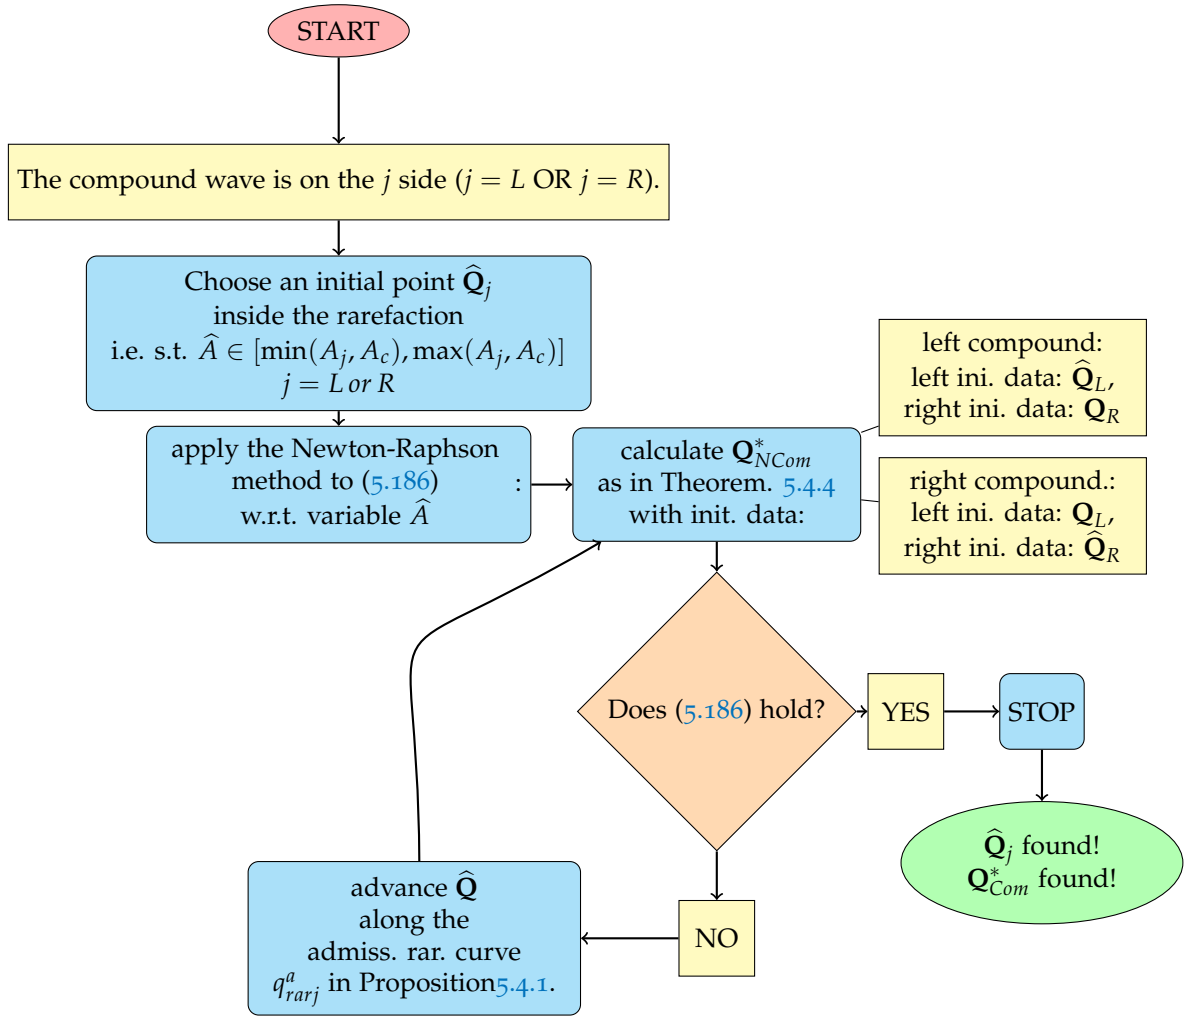 START
The compound wave is on the j side (j = L OR j = R).
Choose an initial point Q̂_j
inside the rarefaction
i.e. s.t. Â ∈ [min(A_j, A_c), max(A_j, A_c)]
j = L or R
left compound:
left ini. data: Q̂_L,
right ini. data: Q_R
apply the Newton-Raphson
method to (5.186) :
w.r.t. variable Â
calculate Q*_{NCom}
as in Theorem. 5.4.4
with init. data:
right compound.:
left ini. data: Q_L,
right ini. data: Q̂_R
Does (5.186) hold?
YES
STOP
Q̂_j found!
Q*_{Com} found!
NO
advance Q̂
along the
admiss. rar. curve
q^a_{rarj} in Proposition5.4.1.